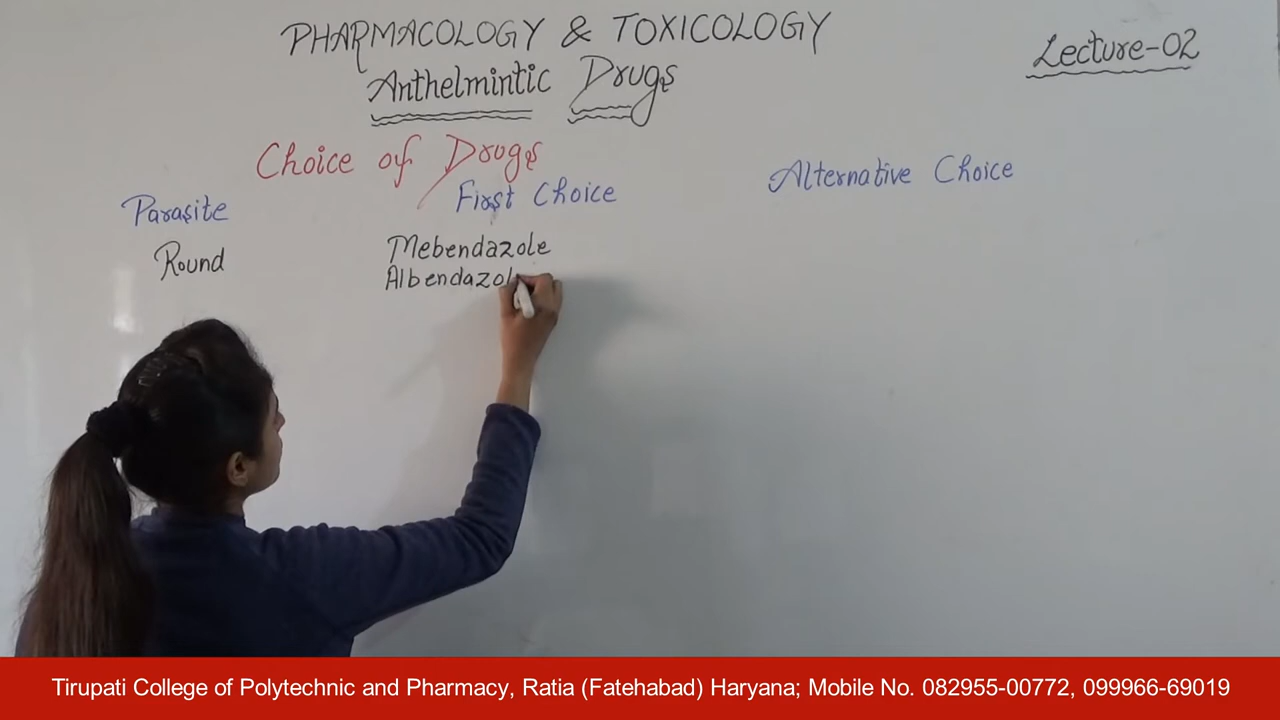 PHARMACOLOGY & TOXICOLOGY
Lecture-02
Anthelmintic Drugs
Choice of Drugs
Parasite First Choice Alternative Choice
Round Mebendazole
Albendazol
Tirupati College of Polytechnic and Pharmacy, Ratia (Fatehabad) Haryana; Mobile No. 082955-00772, 099966-69019